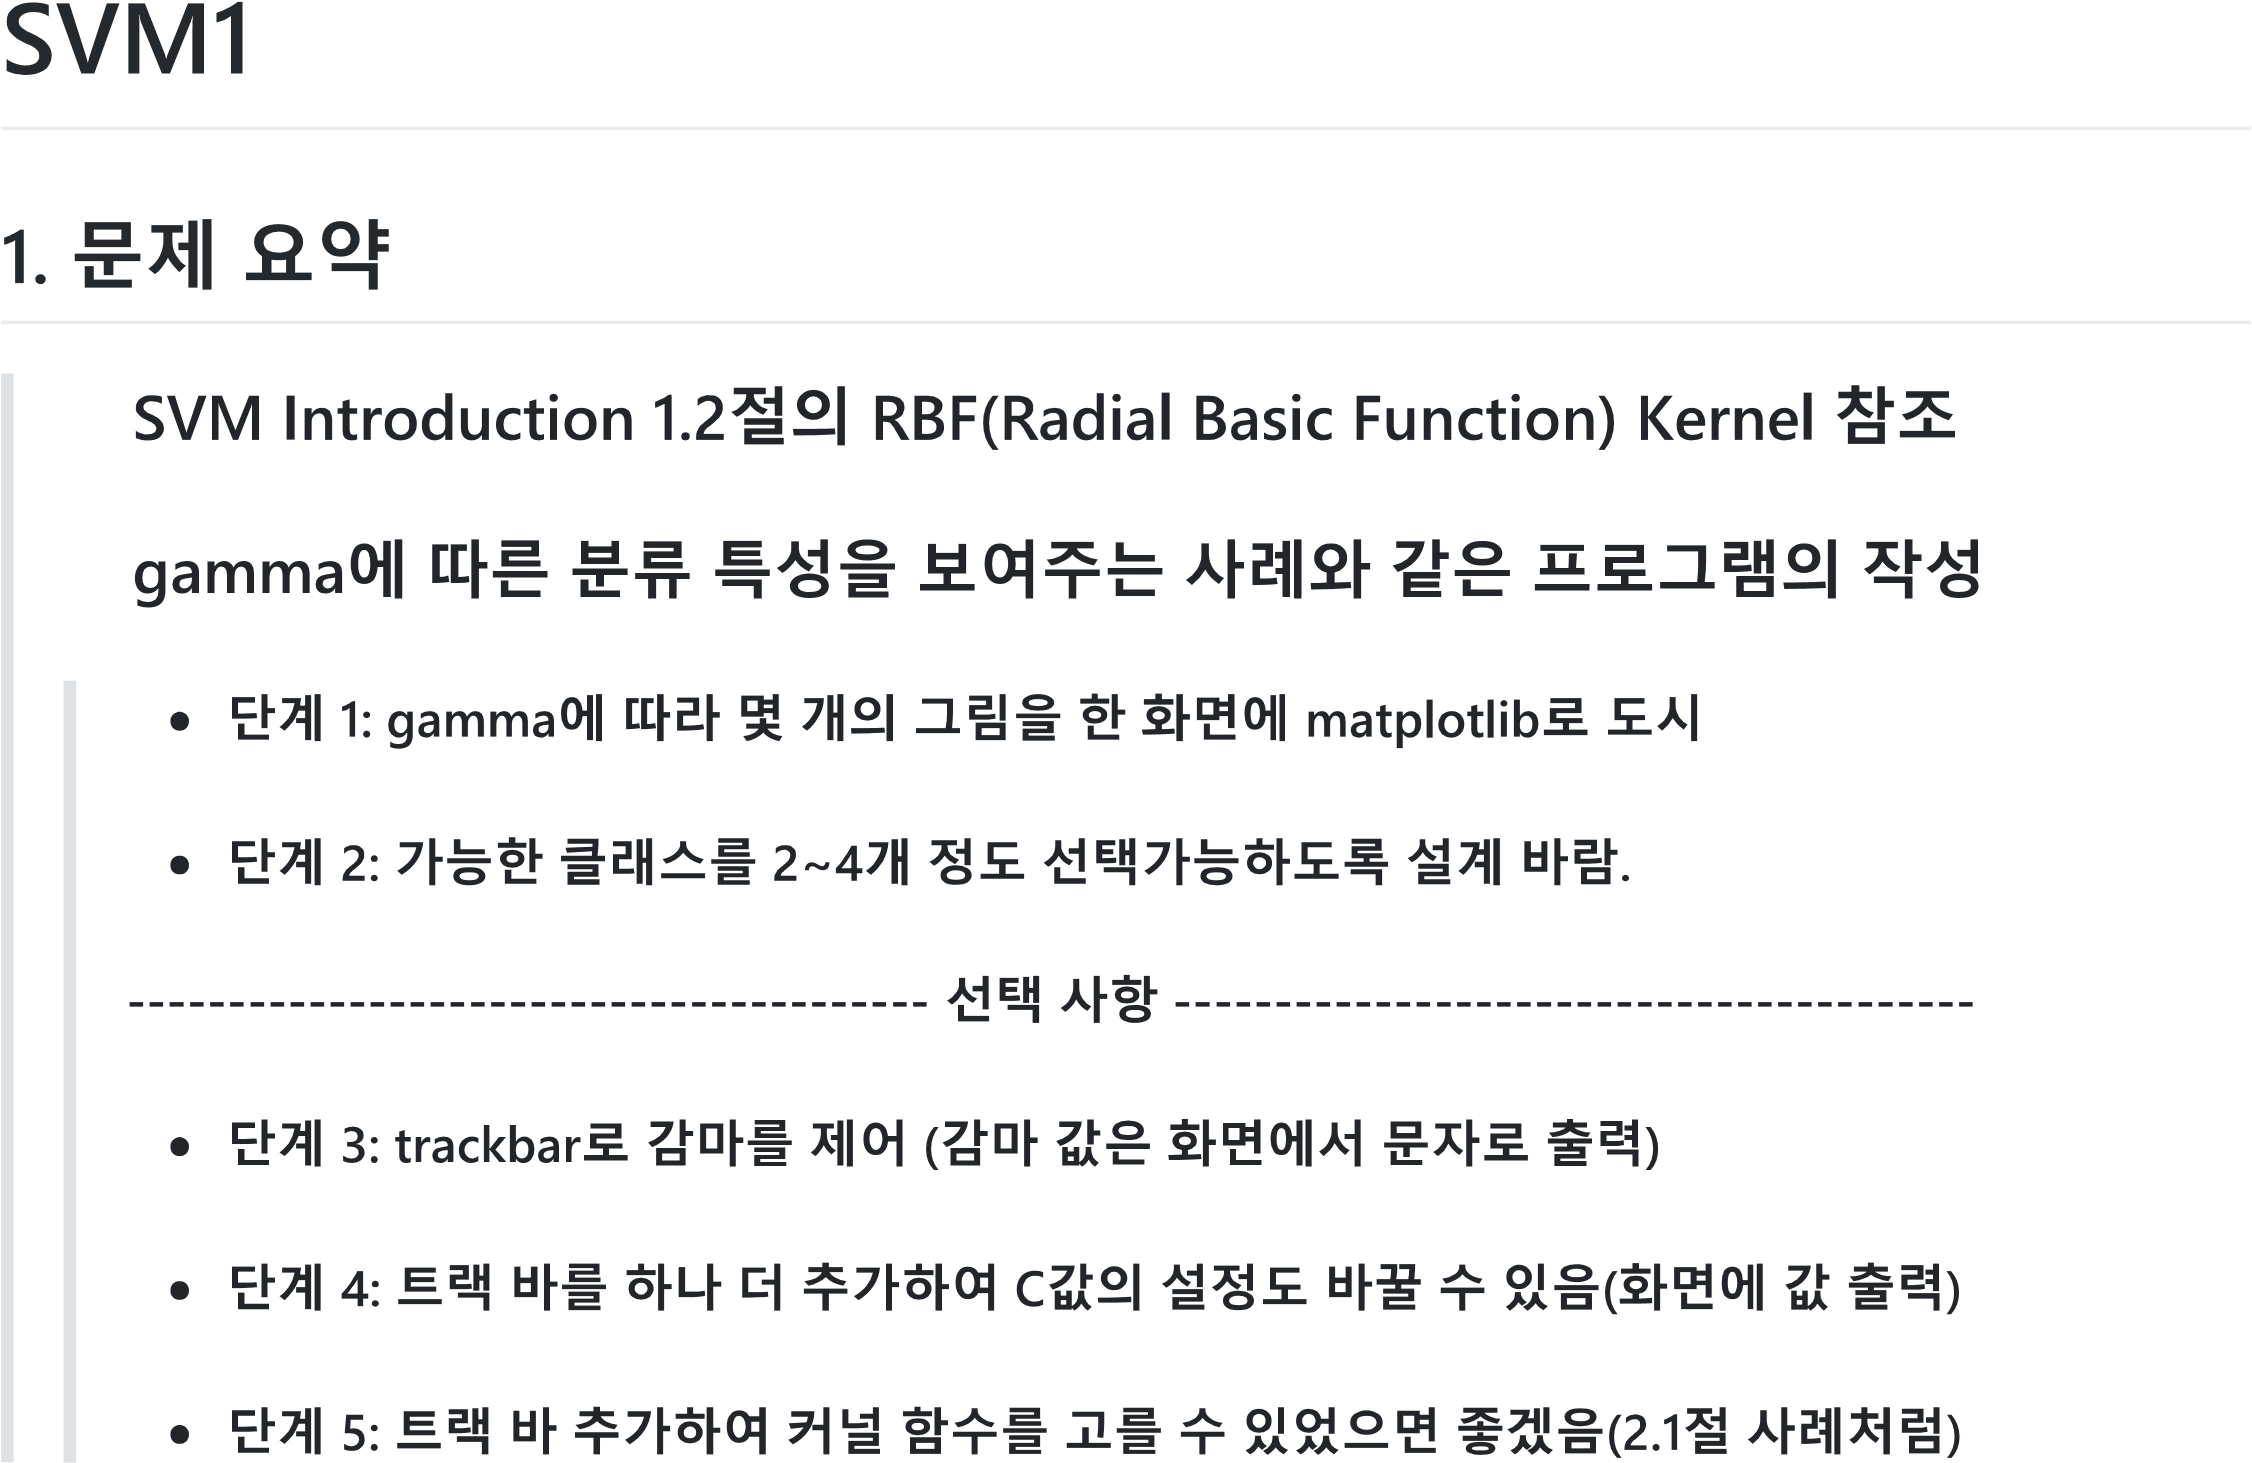 SVM1
1. 문제 요약
SVM Introduction 1.2절의 RBF(Radial Basic Function) Kernel 참조
gamma에 따른 분류 특성을 보여주는 사례와 같은 프로그램의 작성
• 단계 1: gamma에 따라 몇 개의 그림을 한 화면에 matplotlib로 도시
• 단계 2: 가능한 클래스를 2~4개 정도 선택가능하도록 설계 바람.
---------------------------------------- 선택 사항 ----------------------------------------
• 단계 3: trackbar로 감마를 제어 (감마 값은 화면에서 문자로 출력)
• 단계 4: 트랙 바를 하나 더 추가하여 C값의 설정도 바꿀 수 있음(화면에 값 출력)
• 단계 5: 트랙 바 추가하여 커널 함수를 고를 수 있었으면 좋겠음(2.1절 사례처럼)